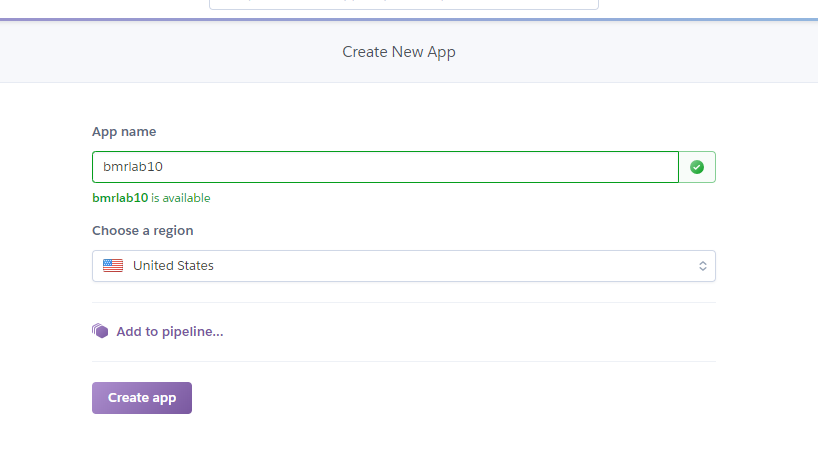 Create New App
App name
bmrlab10
bmrlab10 is available
Choose a region
United States
Add to pipeline...
Create app